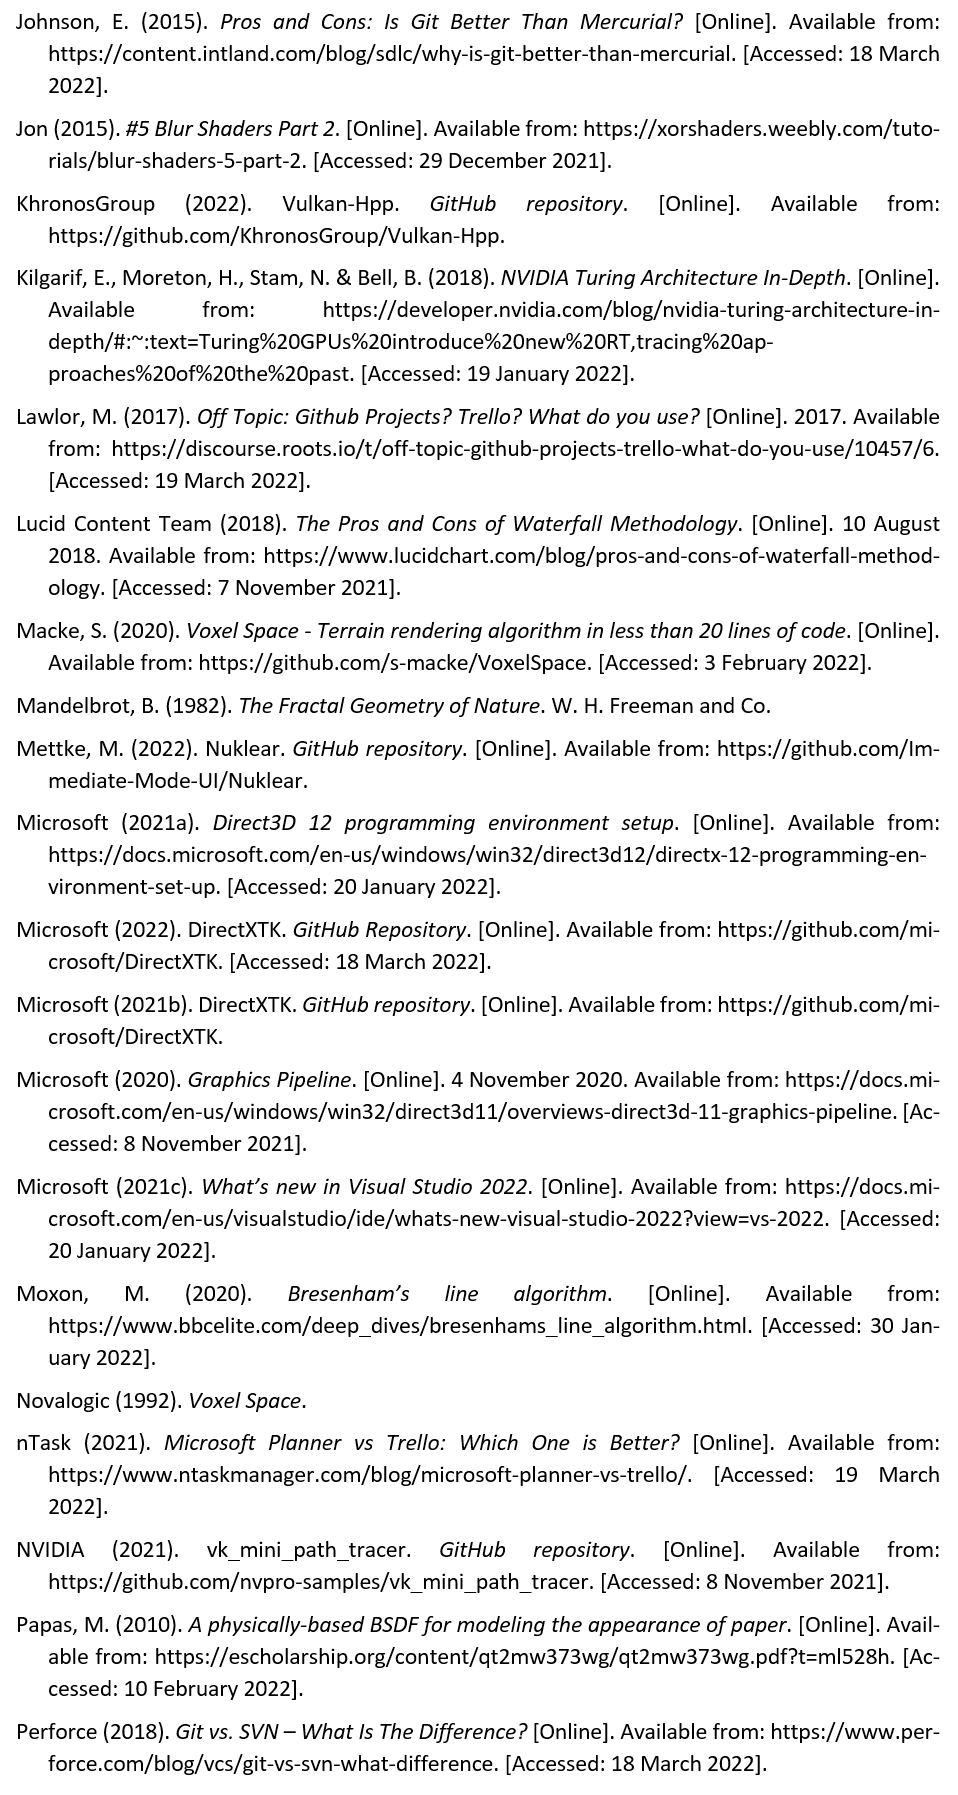 Johnson, E. (2015). Pros and Cons: Is Git Better Than Mercurial? [Online]. Available from:
https://content.intland.com/blog/sdlc/why-is-git-better-than-mercurial. [Accessed: 18 March
2022].
Jon (2015). #5 Blur Shaders Part 2. [Online]. Available from: https://xorshaders.weebly.com/tuto-
rials/blur-shaders-5-part-2. [Accessed: 29 December 2021].
KhronosGroup (2022). Vulkan-Hpp. GitHub repository. [Online]. Available from:
https://github.com/KhronosGroup/Vulkan-Hpp.
Kilgarif, E., Moreton, H., Stam, N. & Bell, B. (2018). NVIDIA Turing Architecture In-Depth. [Online].
Available from: https://developer.nvidia.com/blog/nvidia-turing-architecture-in-
depth/#:~:text=Turing%20GPUs%20introduce%20new%20RT,tracing%20ap-
proaches%20of%20the%20past. [Accessed: 19 January 2022].
Lawlor, M. (2017). Off Topic: Github Projects? Trello? What do you use? [Online]. 2017. Available
from: https://discourse.roots.io/t/off-topic-github-projects-trello-what-do-you-use/10457/6.
[Accessed: 19 March 2022].
Lucid Content Team (2018). The Pros and Cons of Waterfall Methodology. [Online]. 10 August
2018. Available from: https://www.lucidchart.com/blog/pros-and-cons-of-waterfall-method-
ology. [Accessed: 7 November 2021].
Macke, S. (2020). Voxel Space - Terrain rendering algorithm in less than 20 lines of code. [Online].
Available from: https://github.com/s-macke/VoxelSpace. [Accessed: 3 February 2022].
Mandelbrot, B. (1982). The Fractal Geometry of Nature. W. H. Freeman and Co.
Mettke, M. (2022). Nuklear. GitHub repository. [Online]. Available from: https://github.com/Im-
mediate-Mode-UI/Nuklear.
Microsoft (2021a). Direct3D 12 programming environment setup. [Online]. Available from:
https://docs.microsoft.com/en-us/windows/win32/direct3d12/directx-12-programming-en-
vironment-set-up. [Accessed: 20 January 2022].
Microsoft (2022). DirectXTK. GitHub Repository. [Online]. Available from: https://github.com/mi-
crosoft/DirectXTK. [Accessed: 18 March 2022].
Microsoft (2021b). DirectXTK. GitHub repository. [Online]. Available from: https://github.com/mi-
crosoft/DirectXTK.
Microsoft (2020). Graphics Pipeline. [Online]. 4 November 2020. Available from: https://docs.mi-
crosoft.com/en-us/windows/win32/direct3d11/overviews-direct3d-11-graphics-pipeline. [Ac-
cessed: 8 November 2021].
Microsoft (2021c). What’s new in Visual Studio 2022. [Online]. Available from: https://docs.mi-
crosoft.com/en-us/visualstudio/ide/whats-new-visual-studio-2022?view=vs-2022. [Accessed:
20 January 2022].
Moxon, M. (2020). Bresenham’s line algorithm. [Online]. Available from:
https://www.bbcelite.com/deep_dives/bresenhams_line_algorithm.html. [Accessed: 30 Jan-
uary 2022].
Novalogic (1992). Voxel Space.
nTask (2021). Microsoft Planner vs Trello: Which One is Better? [Online]. Available from:
https://www.ntaskmanager.com/blog/microsoft-planner-vs-trello/. [Accessed: 19 March
2022].
NVIDIA (2021). vk_mini_path_tracer. GitHub repository. [Online]. Available from:
https://github.com/nvpro-samples/vk_mini_path_tracer. [Accessed: 8 November 2021].
Papas, M. (2010). A physically-based BSDF for modeling the appearance of paper. [Online]. Avail-
able from: https://escholarship.org/content/qt2mw373wg/qt2mw373wg.pdf?t=ml528h. [Ac-
cessed: 10 February 2022].
Perforce (2018). Git vs. SVN – What Is The Difference? [Online]. Available from: https://www.per-
force.com/blog/vcs/git-vs-svn-what-difference. [Accessed: 18 March 2022].